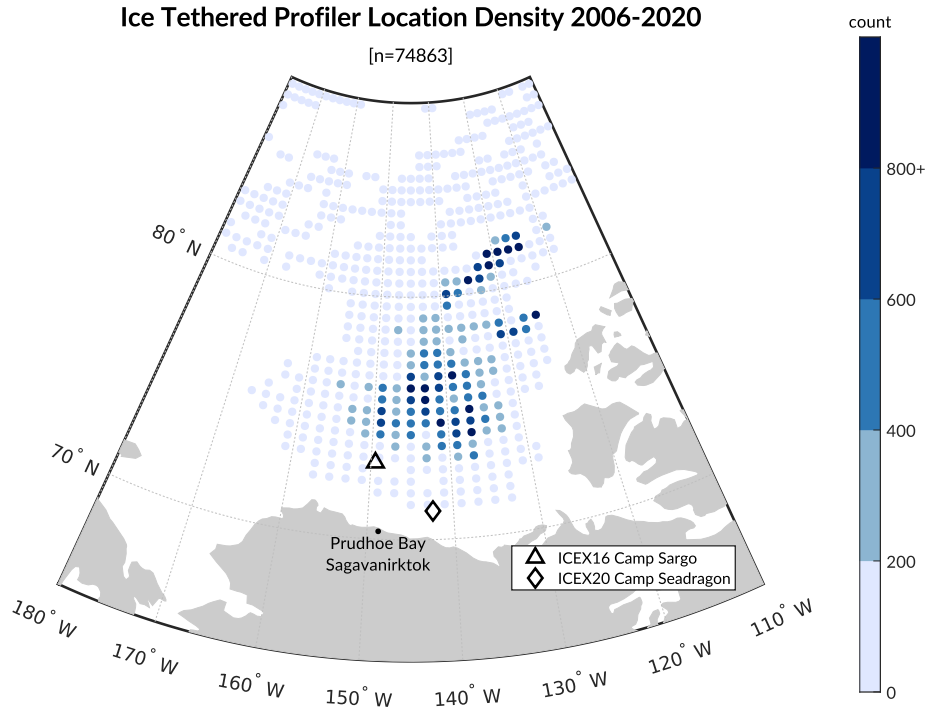 Ice Tethered Profiler Location Density 2006-2020
[n=74863]
count
800+
600
400
200
0
80° N
70° N
Prudhoe Bay
Sagavanirktok
ICEX16 Camp Sargo
ICEX20 Camp Seadragon
180° W
170° W
160° W
150° W
140° W
130° W
120° W
110° W